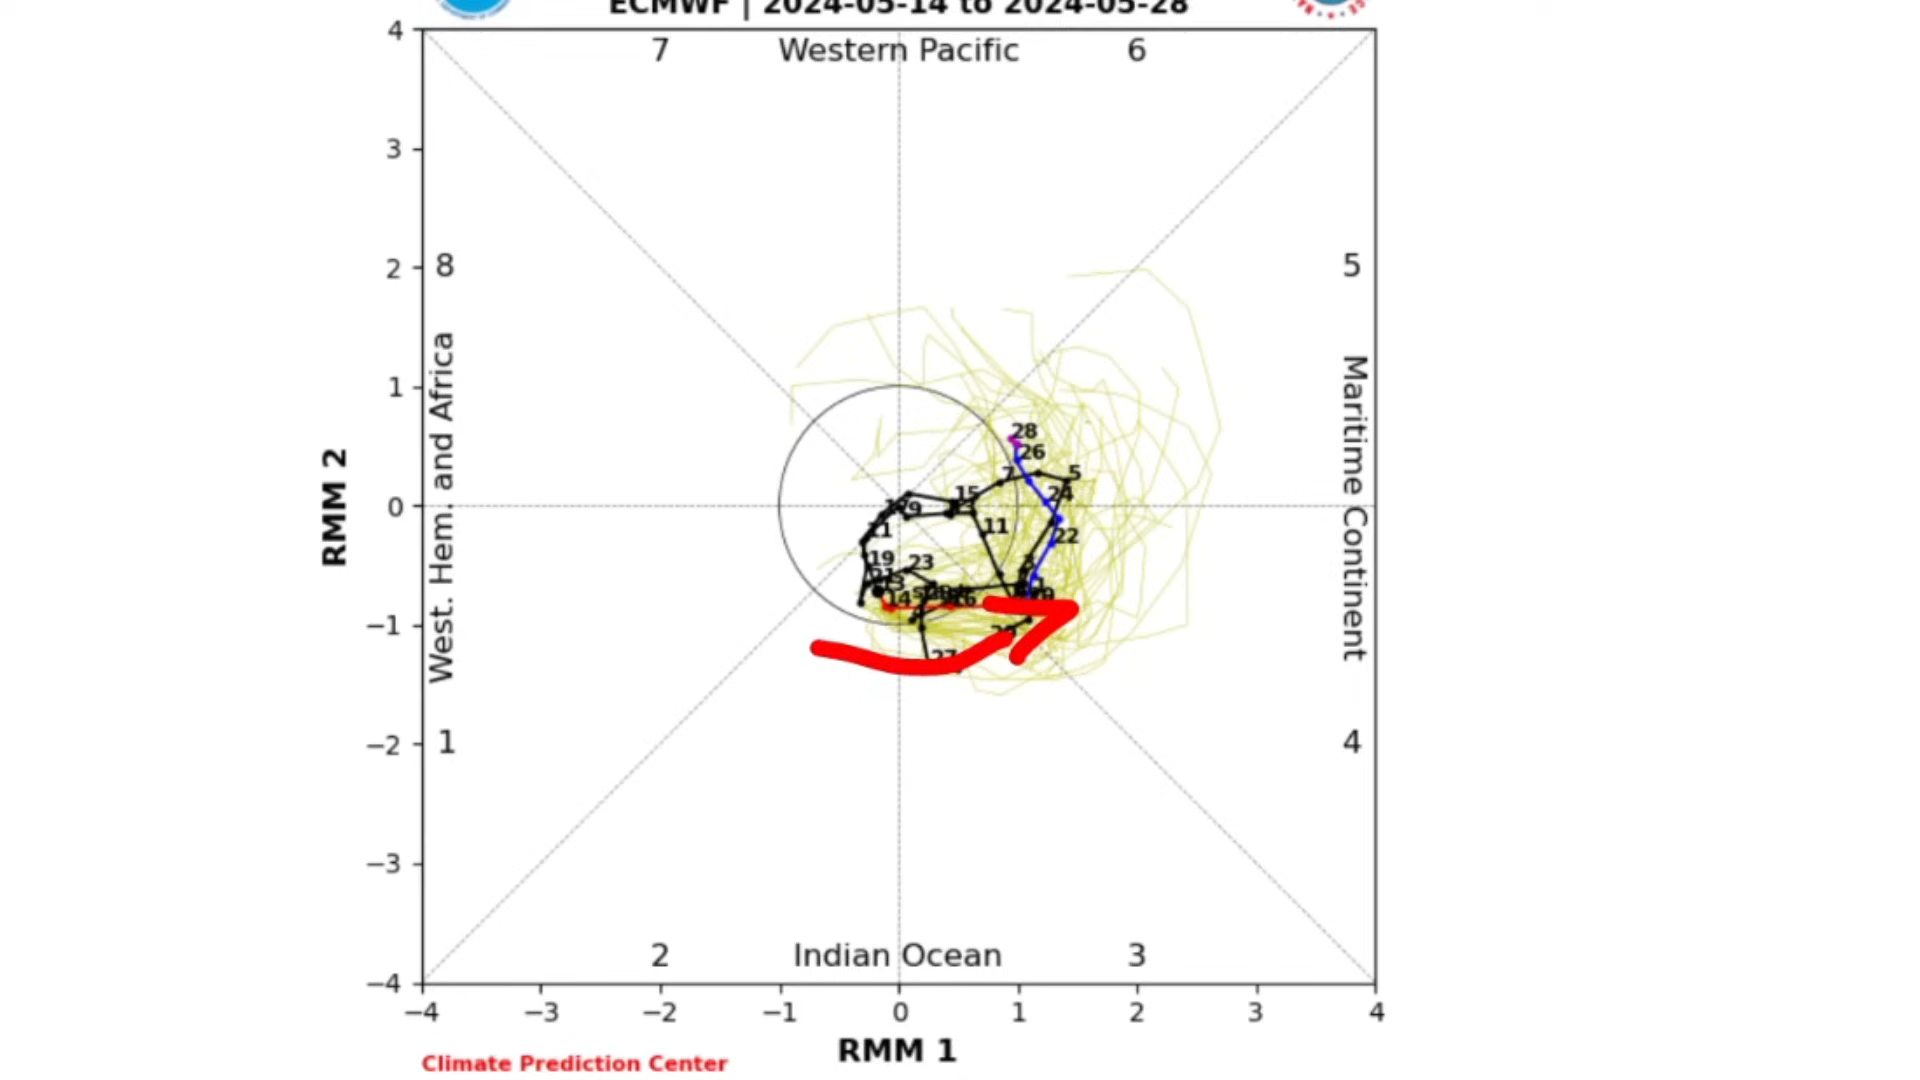 ECMWF | 2024-05-14 to 2024-05-28
4
7 Western Pacific 6
3
2 8 5
1
0
−1
−2 1 4
−3
2 Indian Ocean 3
−4
RMM 2
West. Hem. and Africa
Maritime Continent
28
26
7 5
15 24
11
22
19
23
14
16
27
−4 −3 −2 −1 0 1 2 3 4
RMM 1
Climate Prediction Center